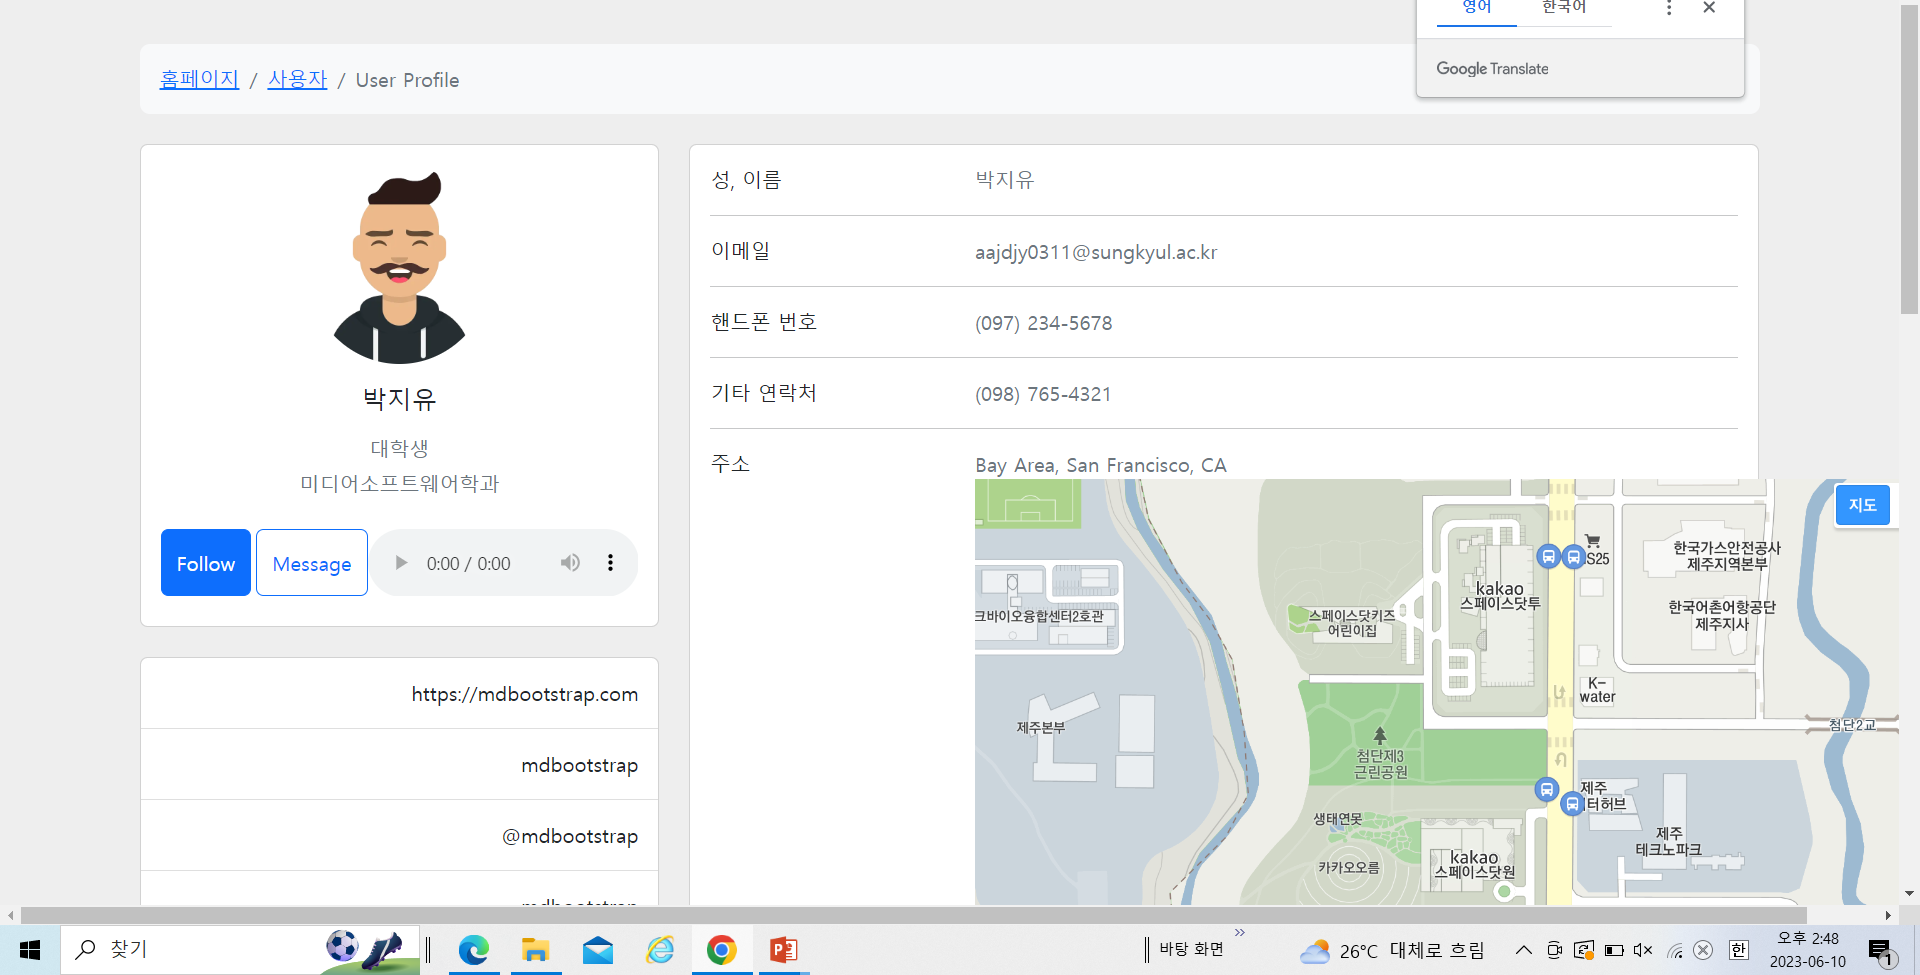 영어 한국어
Google Translate
홈페이지 / 사용자 / User Profile
박지유
대학생
미디어소프트웨어학과
Follow Message 0:00 / 0:00
https://mdbootstrap.com
mdbootstrap
@mdbootstrap
성, 이름 박지유
이메일 aajdjy0311@sungkyul.ac.kr
핸드폰 번호 (097) 234-5678
기타 연락처 (098) 765-4321
주소 Bay Area, San Francisco, CA
지도
한국가스안전공사
제주지역본부
kakao
스페이스닷투
한국어촌어항공단
제주지사
크바이오융합센터2호관
스페이스닷키즈
어린이집
K-
water
제주본부
첨단2교
첨단제3
근린공원
제주
생태연못
제주
테크노파크
kakao
스페이스닷원
카카오오름
찾기
바탕 화면
26°C 대체로 흐림
한
오후 2:48
2023-06-10
1